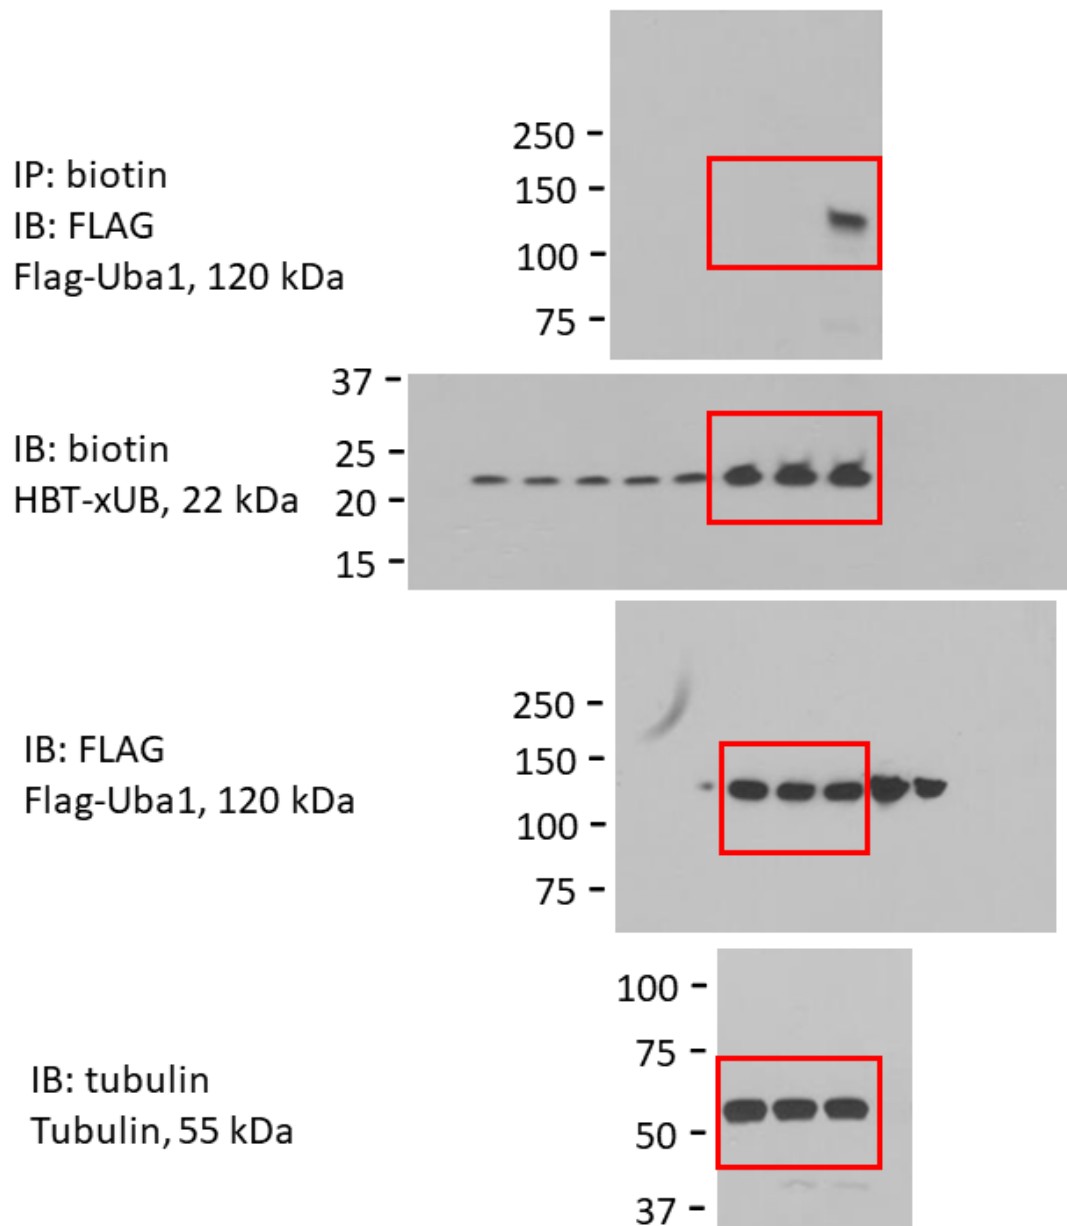 IP: biotin
IB: FLAG
Flag-Uba1, 120 kDa
250 -
150 -
100 -
75 -
IB: biotin
HBT-xUB, 22 kDa
37 -
25 -
20 -
15 -
IB: FLAG
Flag-Uba1, 120 kDa
250 -
150 -
100 -
75 -
IB: tubulin
Tubulin, 55 kDa
100 -
75 -
50 -
37 -